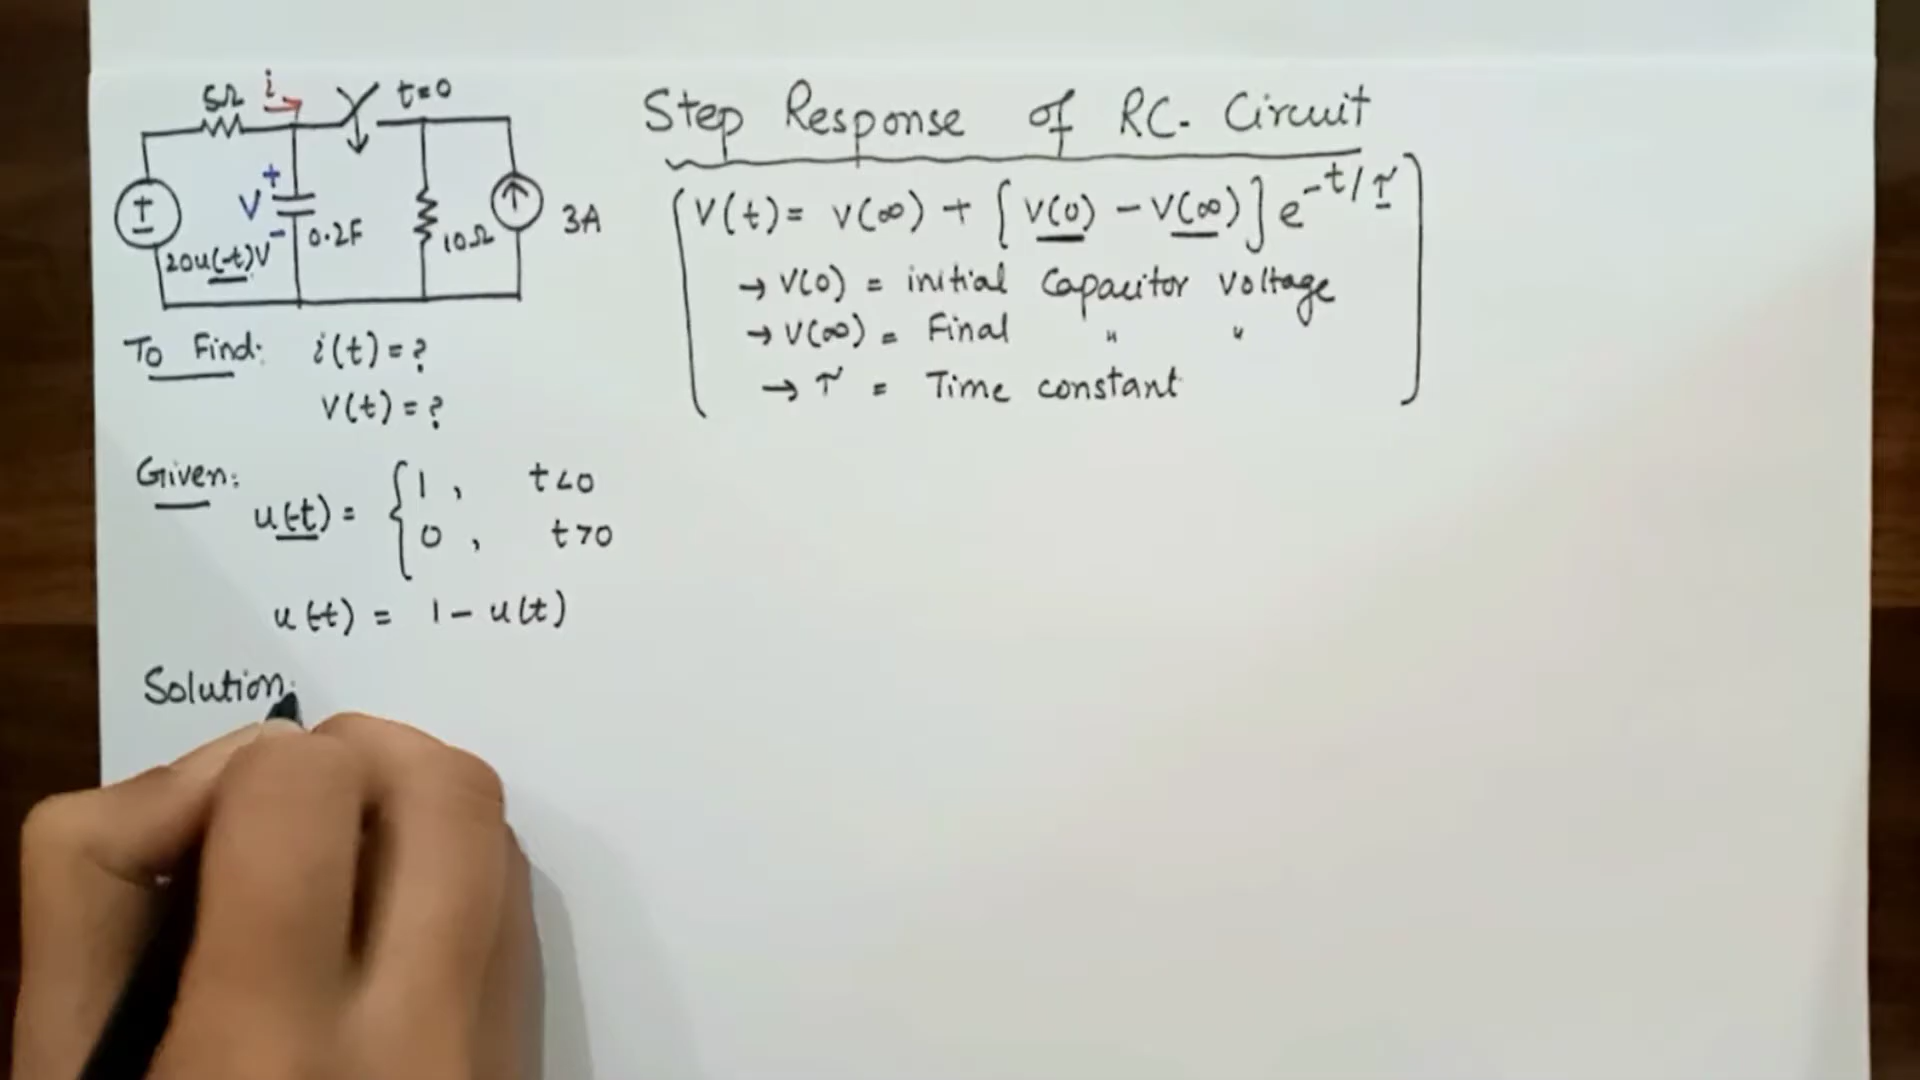 5Ω i t=0
V + - 0.2F 10Ω 3A
20u(-t)V
To Find: i(t) = ?
V(t) = ?
Given:
u(-t) = { 1 , t<0
0 , t>0
u(-t) = 1 - u(t)
Solution:
Step Response of RC- Circuit
V(t) = V(∞) + [V(0) - V(∞)] e^-t/τ
→ V(0) = initial Capacitor Voltage
→ V(∞) = Final " "
→ τ = Time constant